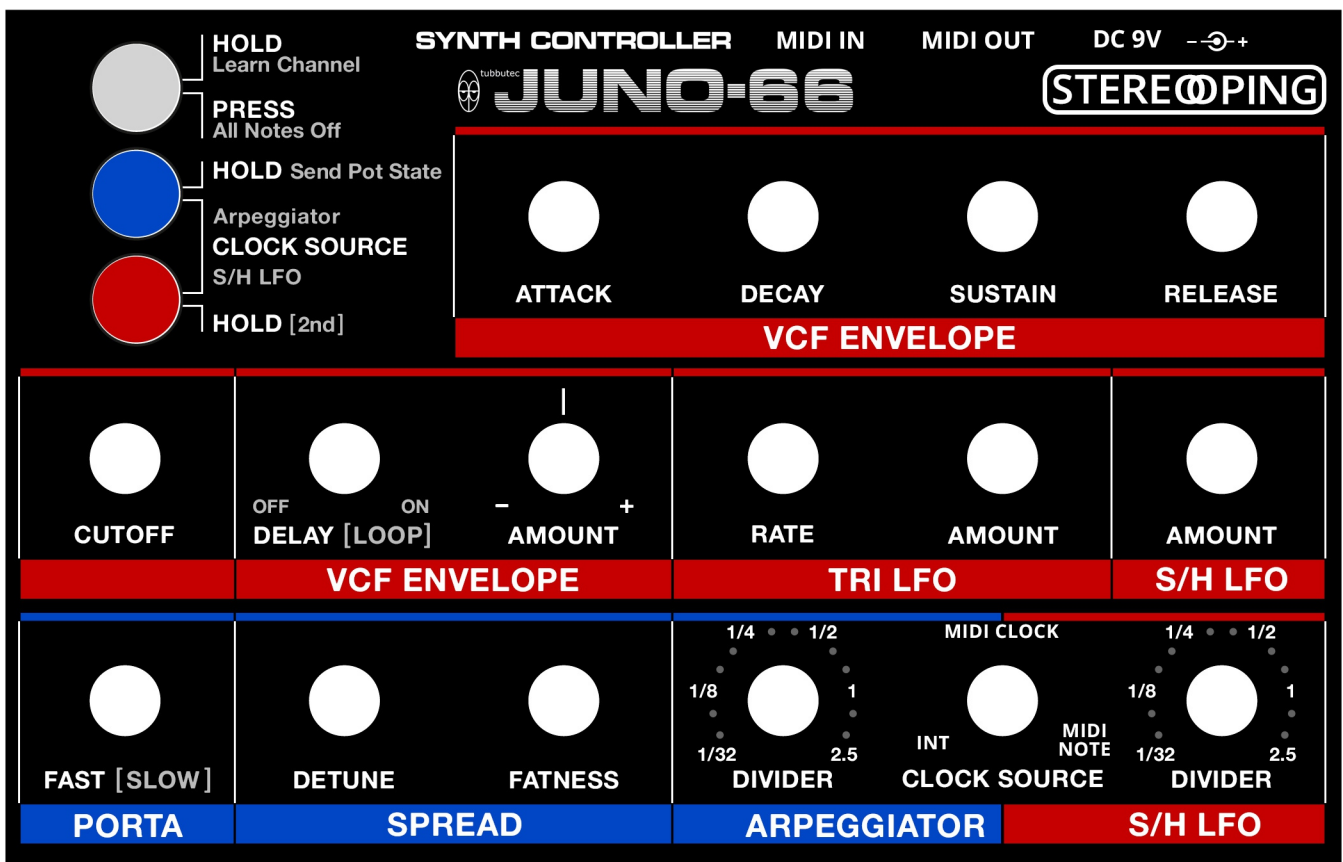 HOLD
Learn Channel
PRESS
All Notes Off
HOLD Send Pot State
Arpeggiator
CLOCK SOURCE
S/H LFO
HOLD [2nd]
SYNTH CONTROLLER MIDI IN MIDI OUT DC 9V - +
tubbutec JUNO-66 STEREOPING
ATTACK DECAY SUSTAIN RELEASE
VCF ENVELOPE
OFF ON - +
CUTOFF DELAY [LOOP] AMOUNT RATE AMOUNT AMOUNT
VCF ENVELOPE TRI LFO S/H LFO
1/4 1/2 MIDI CLOCK 1/4 1/2
1/8 1 1/8 1
1/32 2.5 INT MIDI NOTE 1/32 2.5
FAST [SLOW] DETUNE FATNESS DIVIDER CLOCK SOURCE DIVIDER
PORTA SPREAD ARPEGGIATOR S/H LFO